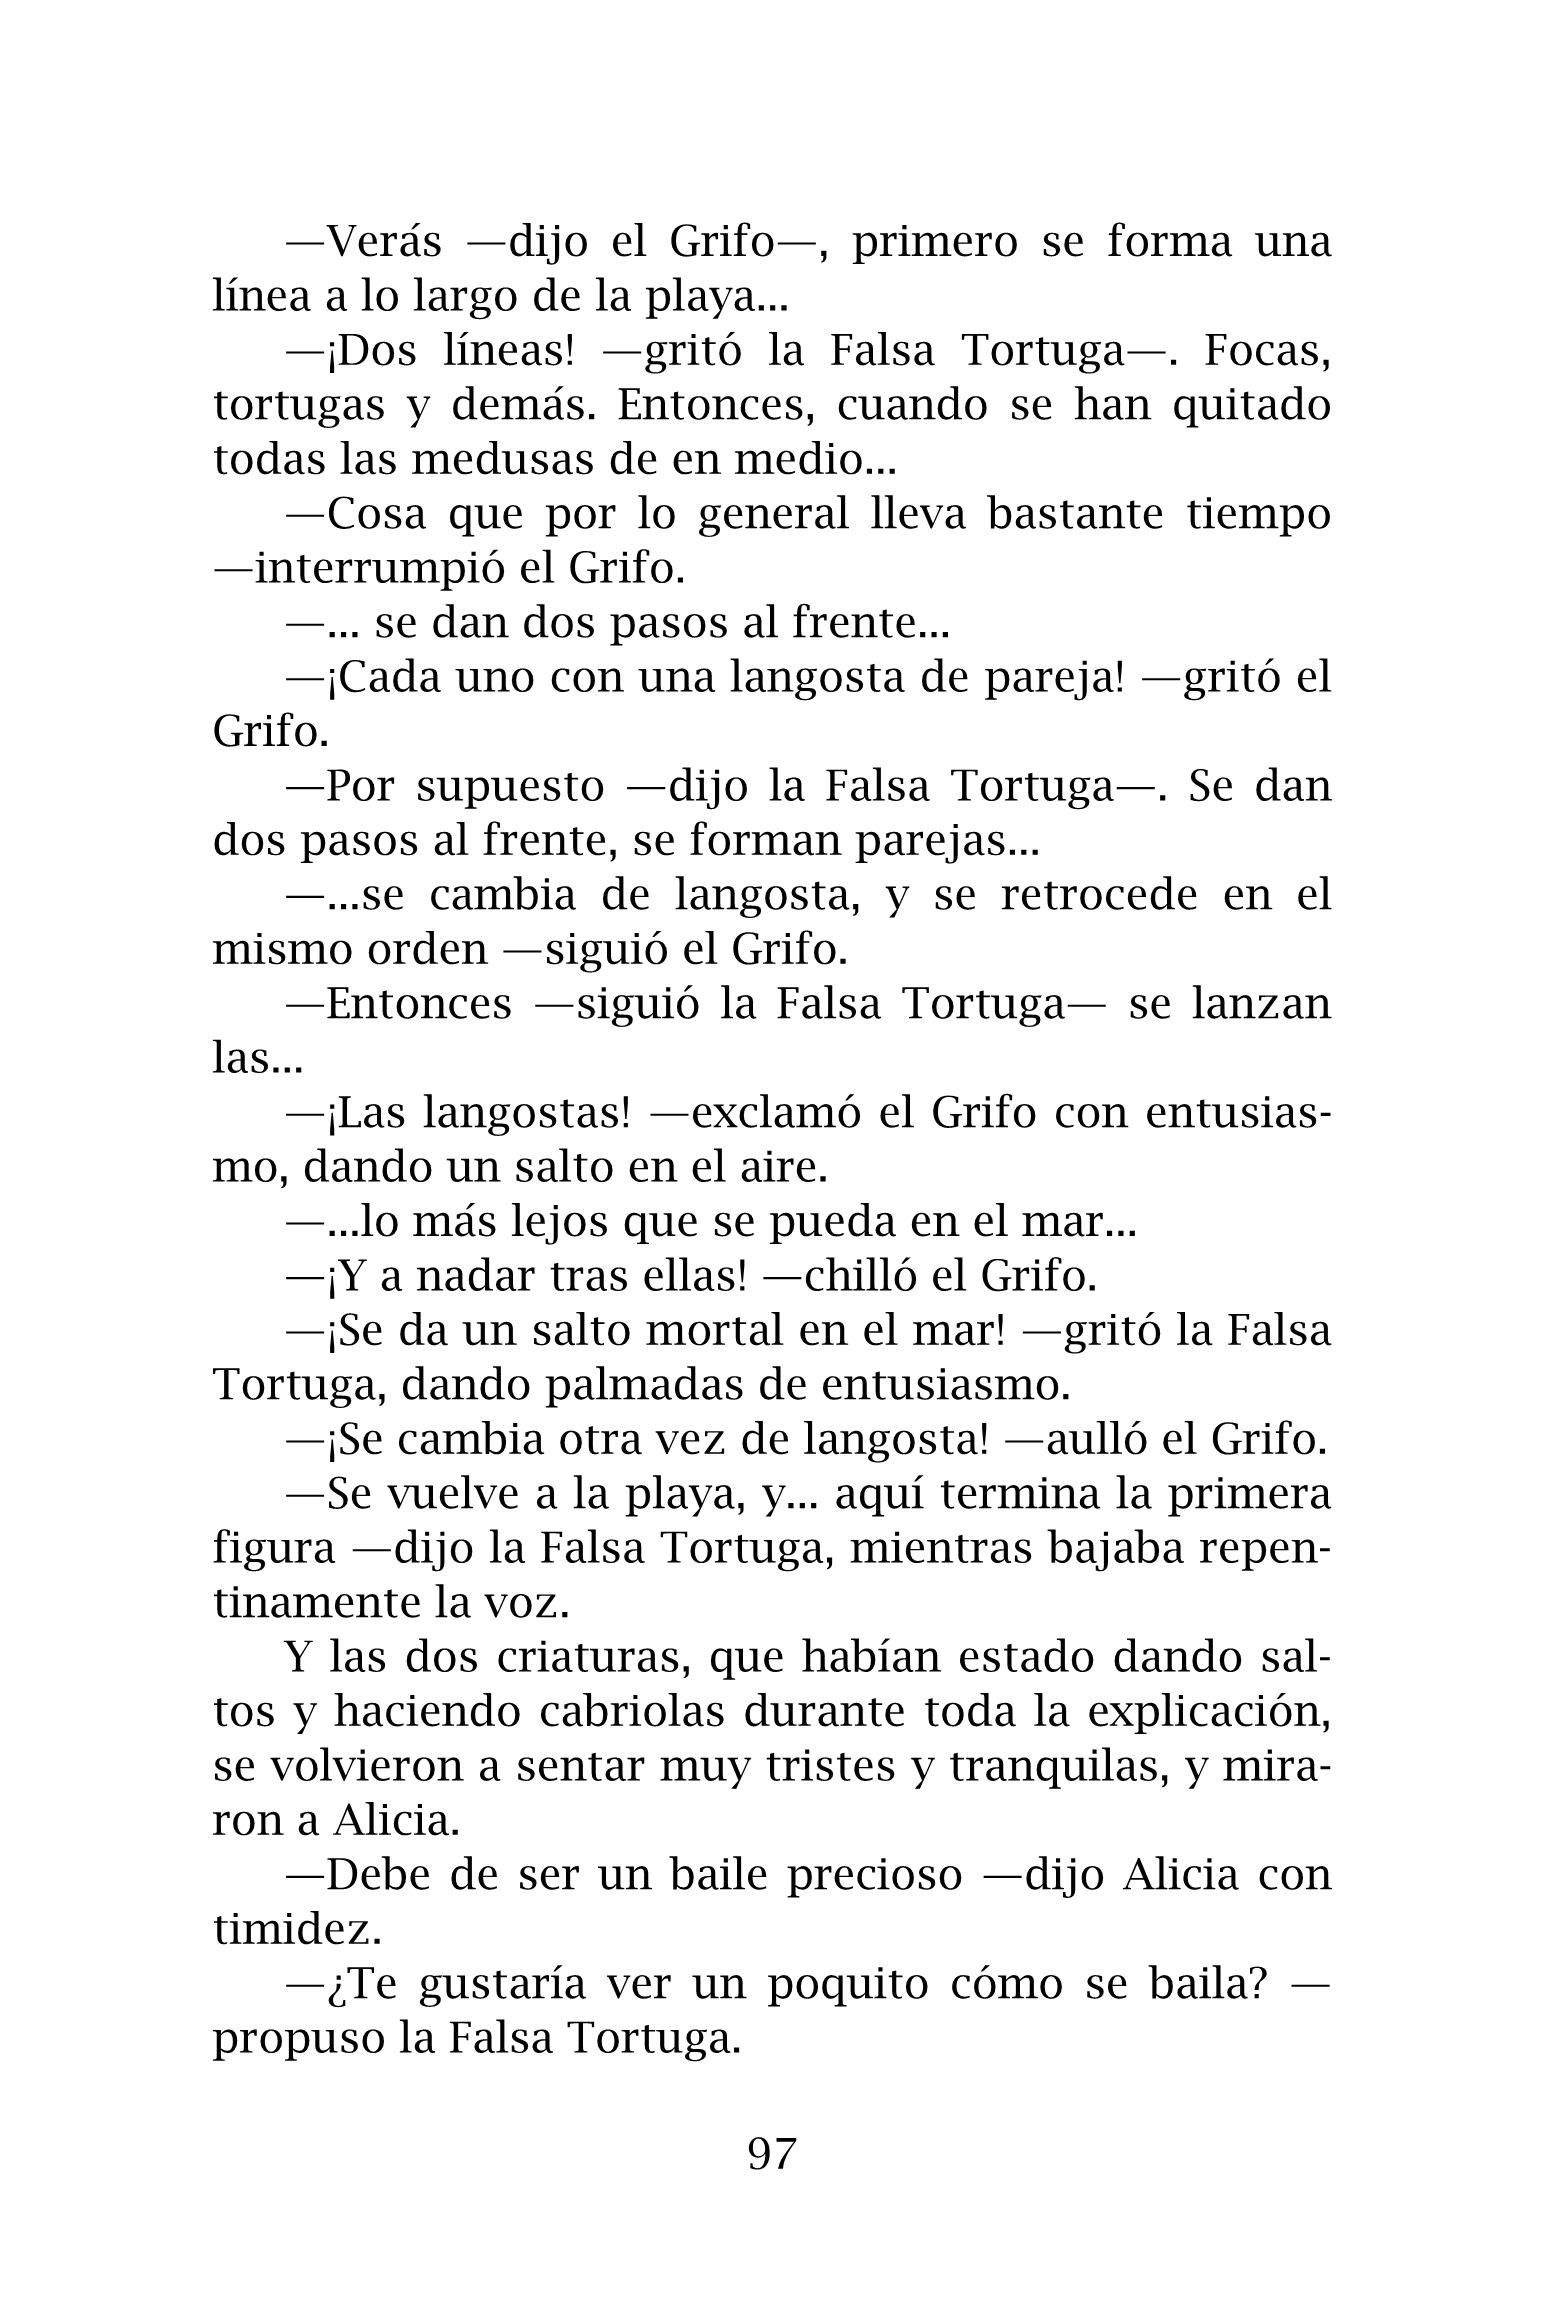 —Verás —dijo el Grifo—, primero se forma una
línea a lo largo de la playa...
—¡Dos líneas! —gritó la Falsa Tortuga—. Focas,
tortugas y demás. Entonces, cuando se han quitado
todas las medusas de en medio...
—Cosa que por lo general lleva bastante tiempo
—interrumpió el Grifo.
—... se dan dos pasos al frente...
—¡Cada uno con una langosta de pareja! —gritó el
Grifo.
—Por supuesto —dijo la Falsa Tortuga—. Se dan
dos pasos al frente, se forman parejas...
—...se cambia de langosta, y se retrocede en el
mismo orden —siguió el Grifo.
—Entonces —siguió la Falsa Tortuga— se lanzan
las...
—¡Las langostas! —exclamó el Grifo con entusias-
mo, dando un salto en el aire.
—...lo más lejos que se pueda en el mar...
—¡Y a nadar tras ellas! —chilló el Grifo.
—¡Se da un salto mortal en el mar! —gritó la Falsa
Tortuga, dando palmadas de entusiasmo.
—¡Se cambia otra vez de langosta! —aulló el Grifo.
—Se vuelve a la playa, y... aquí termina la primera
figura —dijo la Falsa Tortuga, mientras bajaba repen-
tinamente la voz.
Y las dos criaturas, que habían estado dando sal-
tos y haciendo cabriolas durante toda la explicación,
se volvieron a sentar muy tristes y tranquilas, y mira-
ron a Alicia.
—Debe de ser un baile precioso —dijo Alicia con
timidez.
—¿Te gustaría ver un poquito cómo se baila? —
propuso la Falsa Tortuga.
97